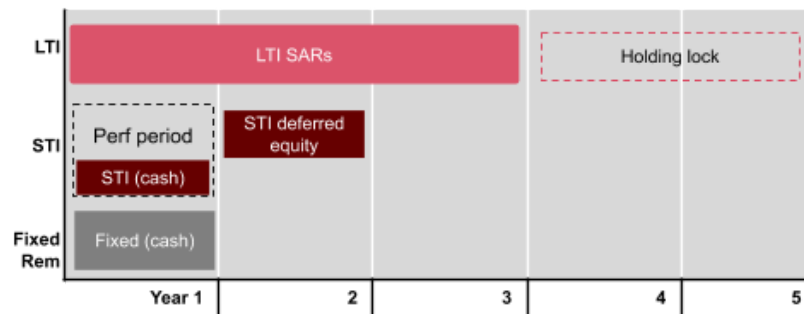 LTI
LTI SARs
Holding lock
STI
Perf period
STI (cash)
STI deferred
equity
Fixed
Rem
Fixed (cash)
Year 1
2
3
4
5